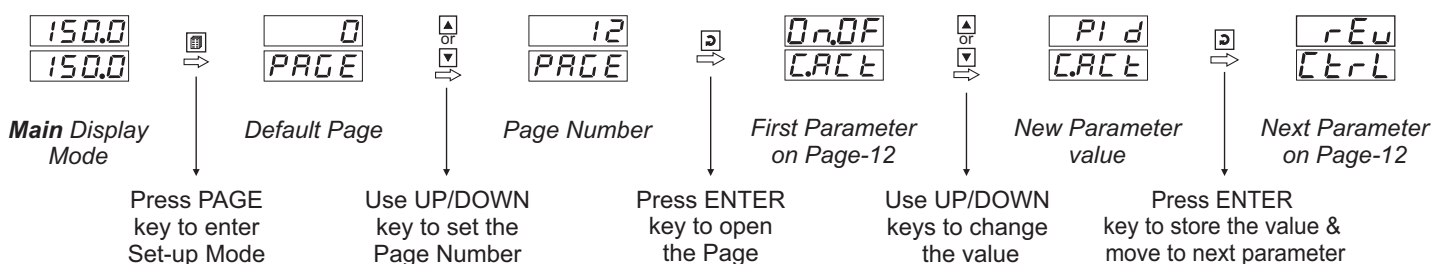 150.0
150.0
0
PAGE
or
12
PAGE
On.OF
C.ACt
or
PI d
C.ACt
rEv
CtrL
Main Display
Mode
Default Page
Page Number
First Parameter
on Page-12
New Parameter
value
Next Parameter
on Page-12
Press PAGE
key to enter
Set-up Mode
Use UP/DOWN
key to set the
Page Number
Press ENTER
key to open
the Page
Use UP/DOWN
keys to change
the value
Press ENTER
key to store the value &
move to next parameter